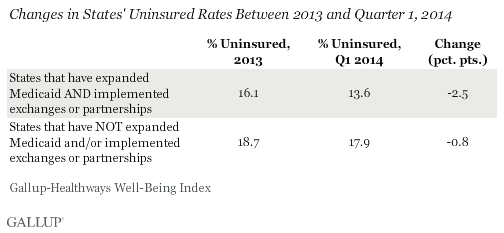 Changes in States' Uninsured Rates Between 2013 and Quarter 1, 2014
% Uninsured, 2013
% Uninsured, Q1 2014
Change (pct. pts.)
States that have expanded
Medicaid AND implemented
exchanges or partnerships
16.1 13.6 -2.5
States that have NOT expanded
Medicaid and/or implemented
exchanges or partnerships
18.7 17.9 -0.8
Gallup-Healthways Well-Being Index
GALLUP®